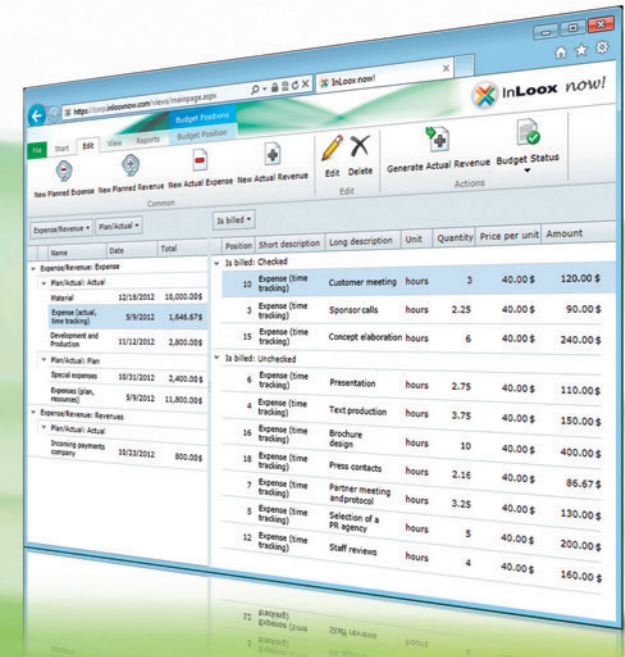 https://corp.inlooxnow.com/views/mainpage.aspx
InLoox now!
InLoox now!
Budget Positions
File Start Edit View Reports Budget Position
New Planned Expense New Planned Revenue New Actual Expense New Actual Revenue
Edit Delete
Generate Actual Revenue Budget Status
Common
Edit
Actions
Expense/Revenue Plan/Actual
Name Date Total
Expense/Revenue: Expense
Plan/Actual: Actual
Material 12/18/2012 10,000.00$
Expense (actual, time tracking) 5/9/2012 1,646.67$
Development and Production 11/12/2012 2,800.00$
Plan/Actual: Plan
Special expenses 10/31/2012 2,400.00$
Expenses (plan, resources) 5/9/2012 11,800.00$
Expense/Revenue: Revenues
Plan/Actual: Actual
Incoming payments company 10/23/2012 800.00$
Is billed
Position Short description Long description Unit Quantity Price per unit Amount
Is billed: Checked
10 Expense (time tracking) Customer meeting hours 3 40.00 $ 120.00 $
3 Expense (time tracking) Sponsor calls hours 2.25 40.00 $ 90.00 $
15 Expense (time tracking) Concept elaboration hours 6 40.00 $ 240.00 $
Is billed: Unchecked
6 Expense (time tracking) Presentation hours 2.75 40.00 $ 110.00 $
4 Expense (time tracking) Text production hours 3.75 40.00 $ 150.00 $
16 Expense (time tracking) Brochure design hours 10 40.00 $ 400.00 $
18 Expense (time tracking) Press contacts hours 2.16 40.00 $ 86.67 $
7 Expense (time tracking) Partner meeting andprotocol hours 3.25 40.00 $ 130.00 $
5 Expense (time tracking) Selection of a PR agency hours 5 40.00 $ 200.00 $
12 Expense (time tracking) Staff reviews hours 4 40.00 $ 160.00 $